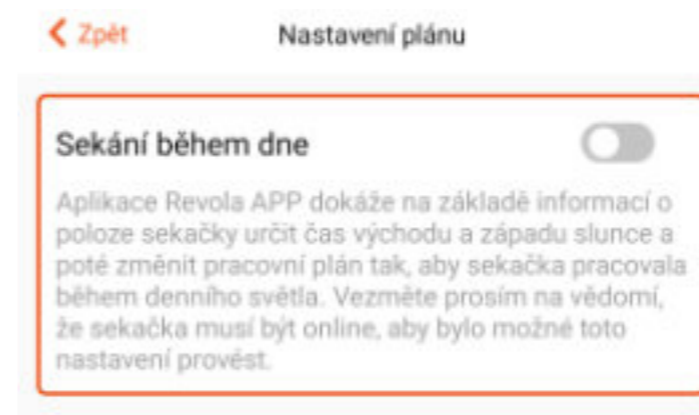 Zpět Nastavení plánu
Sekání během dne
Aplikace Revola APP dokáže na základě informací o
poloze sekačky určit čas východu a západu slunce a
poté změnit pracovní plán tak, aby sekačka pracovala
během denního světla. Vezměte prosím na vědomí,
že sekačka musí být online, aby bylo možné toto
nastavení provést.